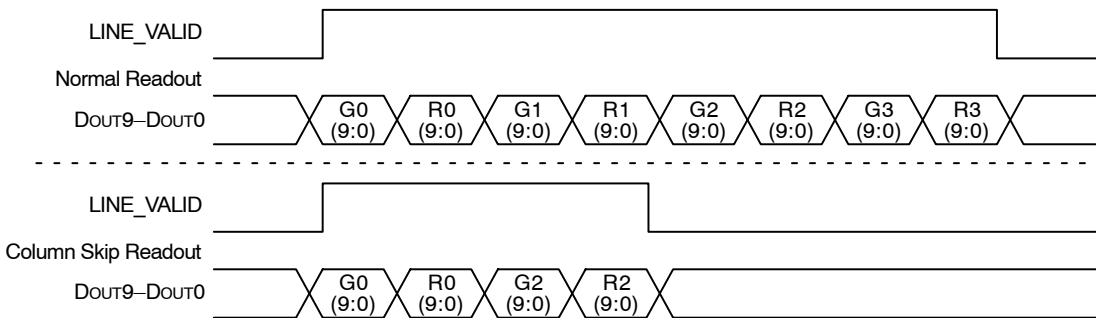 LINE_VALID
Normal Readout
DOUT9–DOUT0
G0 (9:0) R0 (9:0) G1 (9:0) R1 (9:0) G2 (9:0) R2 (9:0) G3 (9:0) R3 (9:0)
LINE_VALID
Column Skip Readout
DOUT9–DOUT0
G0 (9:0) R0 (9:0) G2 (9:0) R2 (9:0)